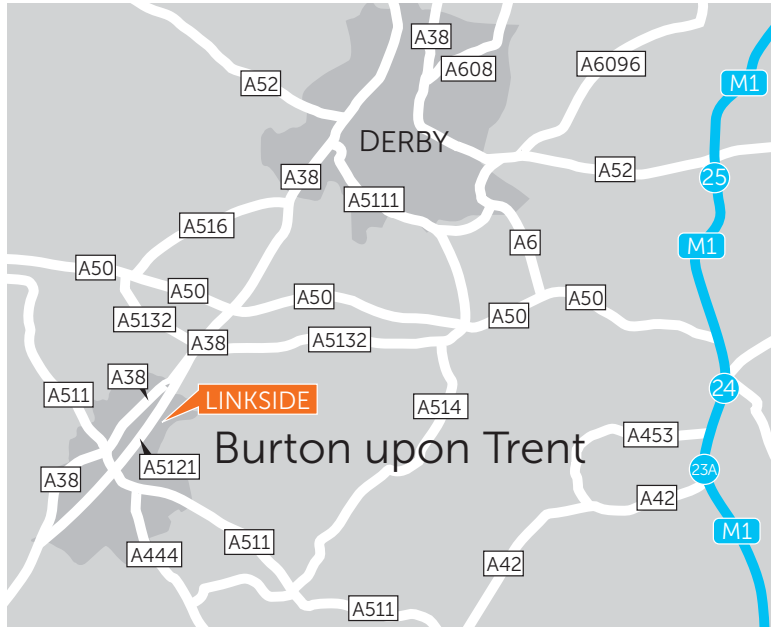 A38
A608
A6096
A52
M1
DERBY
A52
25
A38
A5111
A516
A6
M1
A50
A50
A50
A50
A50
A5132
A38
A5132
A38
24
A511
LINKSIDE
A514
A453
Burton upon Trent
A5121
23A
A38
A42
M1
A511
A444
A42
A511